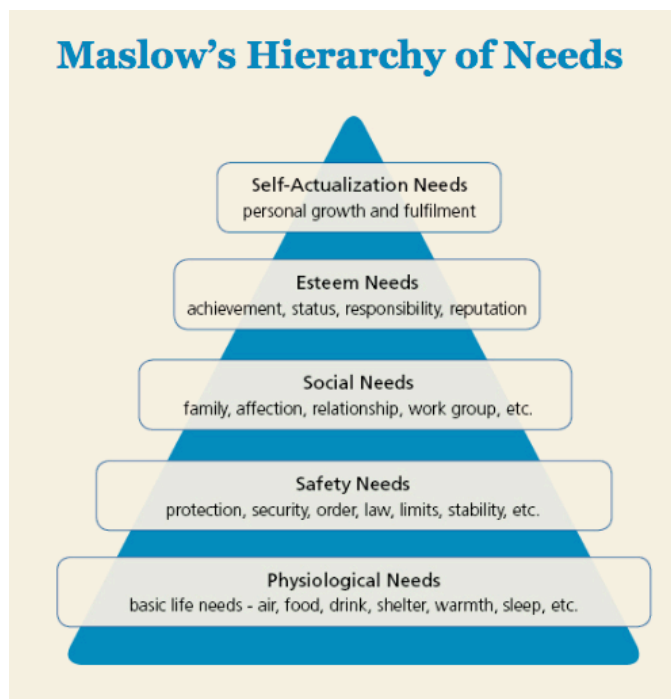 Maslow’s Hierarchy of Needs
Self-Actualization Needs
personal growth and fulfilment
Esteem Needs
achievement, status, responsibility, reputation
Social Needs
family, affection, relationship, work group, etc.
Safety Needs
protection, security, order, law, limits, stability, etc.
Physiological Needs
basic life needs - air, food, drink, shelter, warmth, sleep, etc.